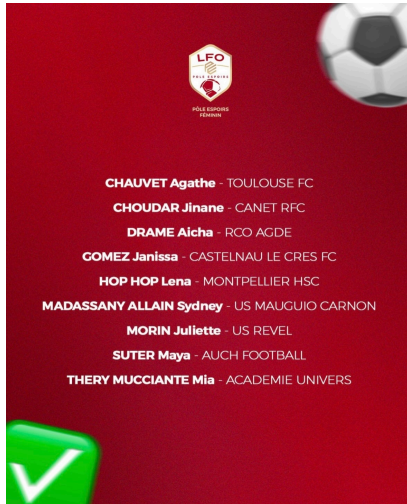 LFO
PÔLE ESPOIRS
PÔLE ESPOIRS
FÉMININ
CHAUVET Agathe - TOULOUSE FC
CHOUDAR Jinane - CANET RFC
DRAME Aicha - RCO AGDE
GOMEZ Janissa - CASTELNAU LE CRES FC
HOP HOP Lena - MONTPELLIER HSC
MADASSANY ALLAIN Sydney - US MAUGUIO CARNON
MORIN Juliette - US REVEL
SUTER Maya - AUCH FOOTBALL
THERY MUCCIANTE Mia - ACADEMIE UNIVERS